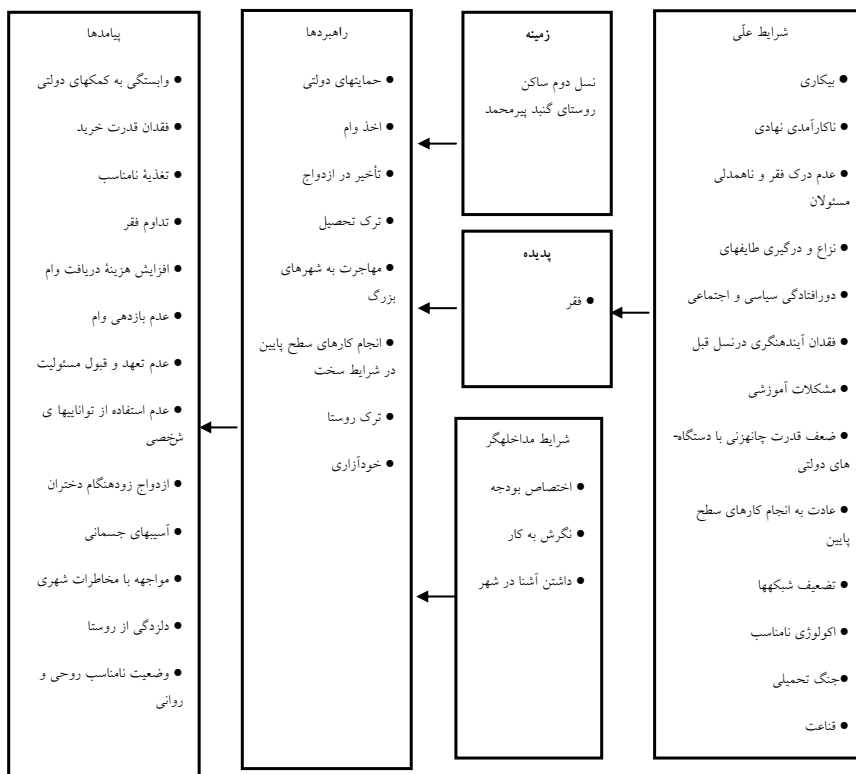 شرایط علّی
● بیکاری
● ناکارآمدی نهادی
● عدم درک فقر و ناهمدلی
مسئولان
● نزاع و درگیری طایفهای
● دورافتادگی سیاسی و اجتماعی
● فقدان آیندهنگری درنسل قبل
● مشکلات آموزشی
● ضعف قدرت چانهزنی با دستگاه-
های دولتی
● عادت به انجام کارهای سطح
پایین
● تضعیف شبکهها
● اکولوژی نامناسب
●جنگ تحمیلی
● قناعت
زمینه
نسل دوم ساکن
روستای گنبد پیرمحمد
پدیده
● فقر
شرایط مداخلهگر
● اختصاص بودجه
● نگرش به کار
● داشتن آشنا در شهر
راهبردها
● حمایتهای دولتی
● اخذ وام
● تأخیر در ازدواج
● ترک تحصیل
● مهاجرت به شهرهای
بزرگ
● انجام کارهای سطح پایین
در شرایط سخت
● ترک روستا
● خودآزاری
پیامدها
● وابستگی به کمکهای دولتی
● فقدان قدرت خرید
● تغذیۀ نامناسب
● تداوم فقر
● افزایش هزینۀ دریافت وام
● عدم بازدهی وام
● عدم تعهد و قبول مسئولیت
● عدم استفاده از تواناییها ی
شخصی
● ازدواج زودهنگام دختران
● آسیبهای جسمانی
● مواجهه با مخاطرات شهری
● دلزدگی از روستا
● وضعیت نامناسب روحی و
روانی